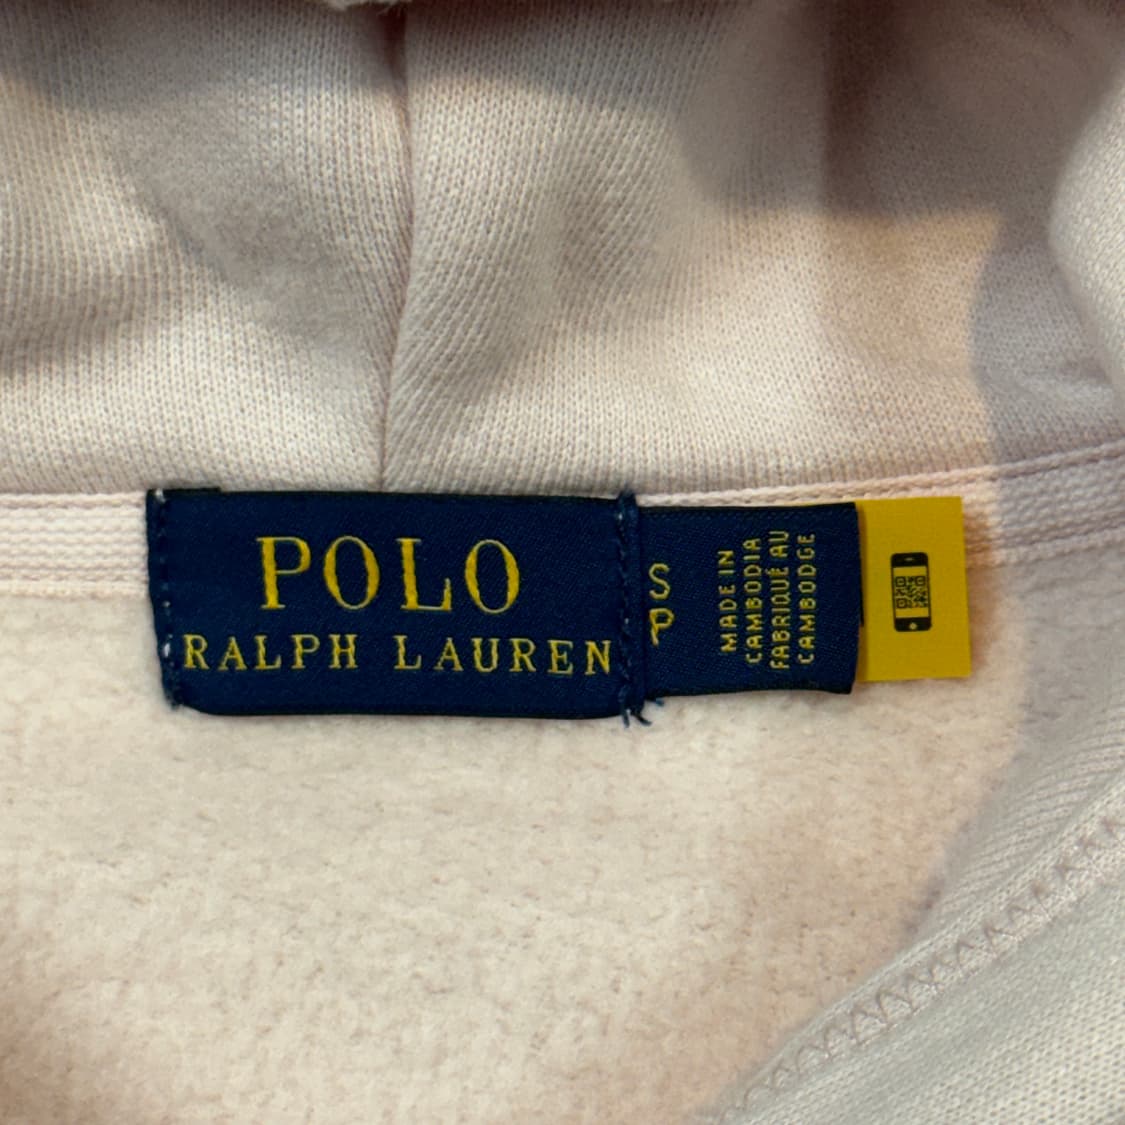 POLO
RALPH LAUREN
S
P
MADE IN
CAMBODIA
FABRIQUÉ AU
CAMBODGE